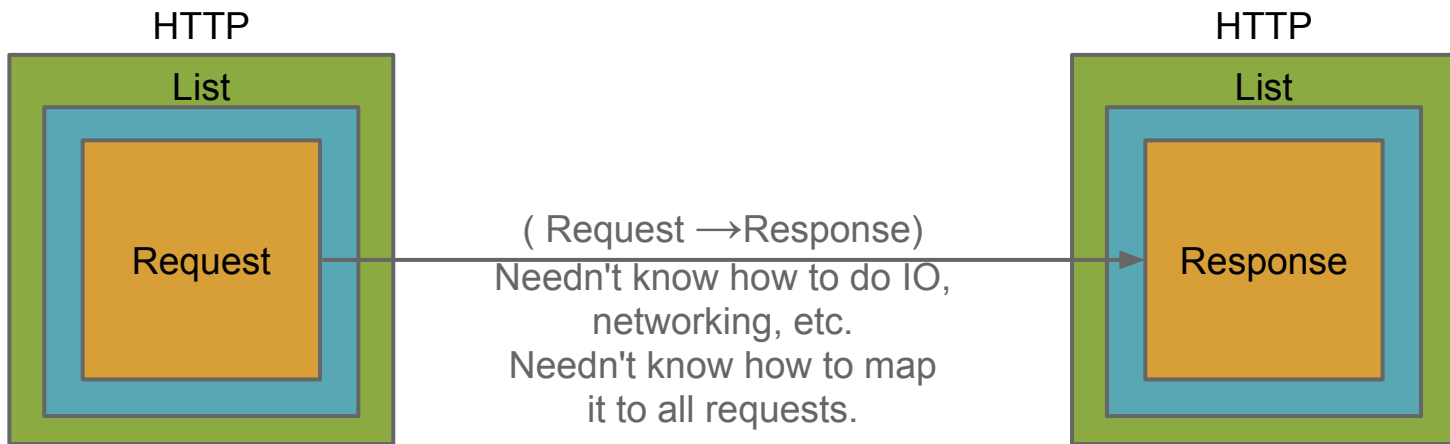 HTTP
HTTP
List
List
( Request →Response)
Request
Response
Needn't know how to do IO,
networking, etc.
Needn't know how to map
it to all requests.